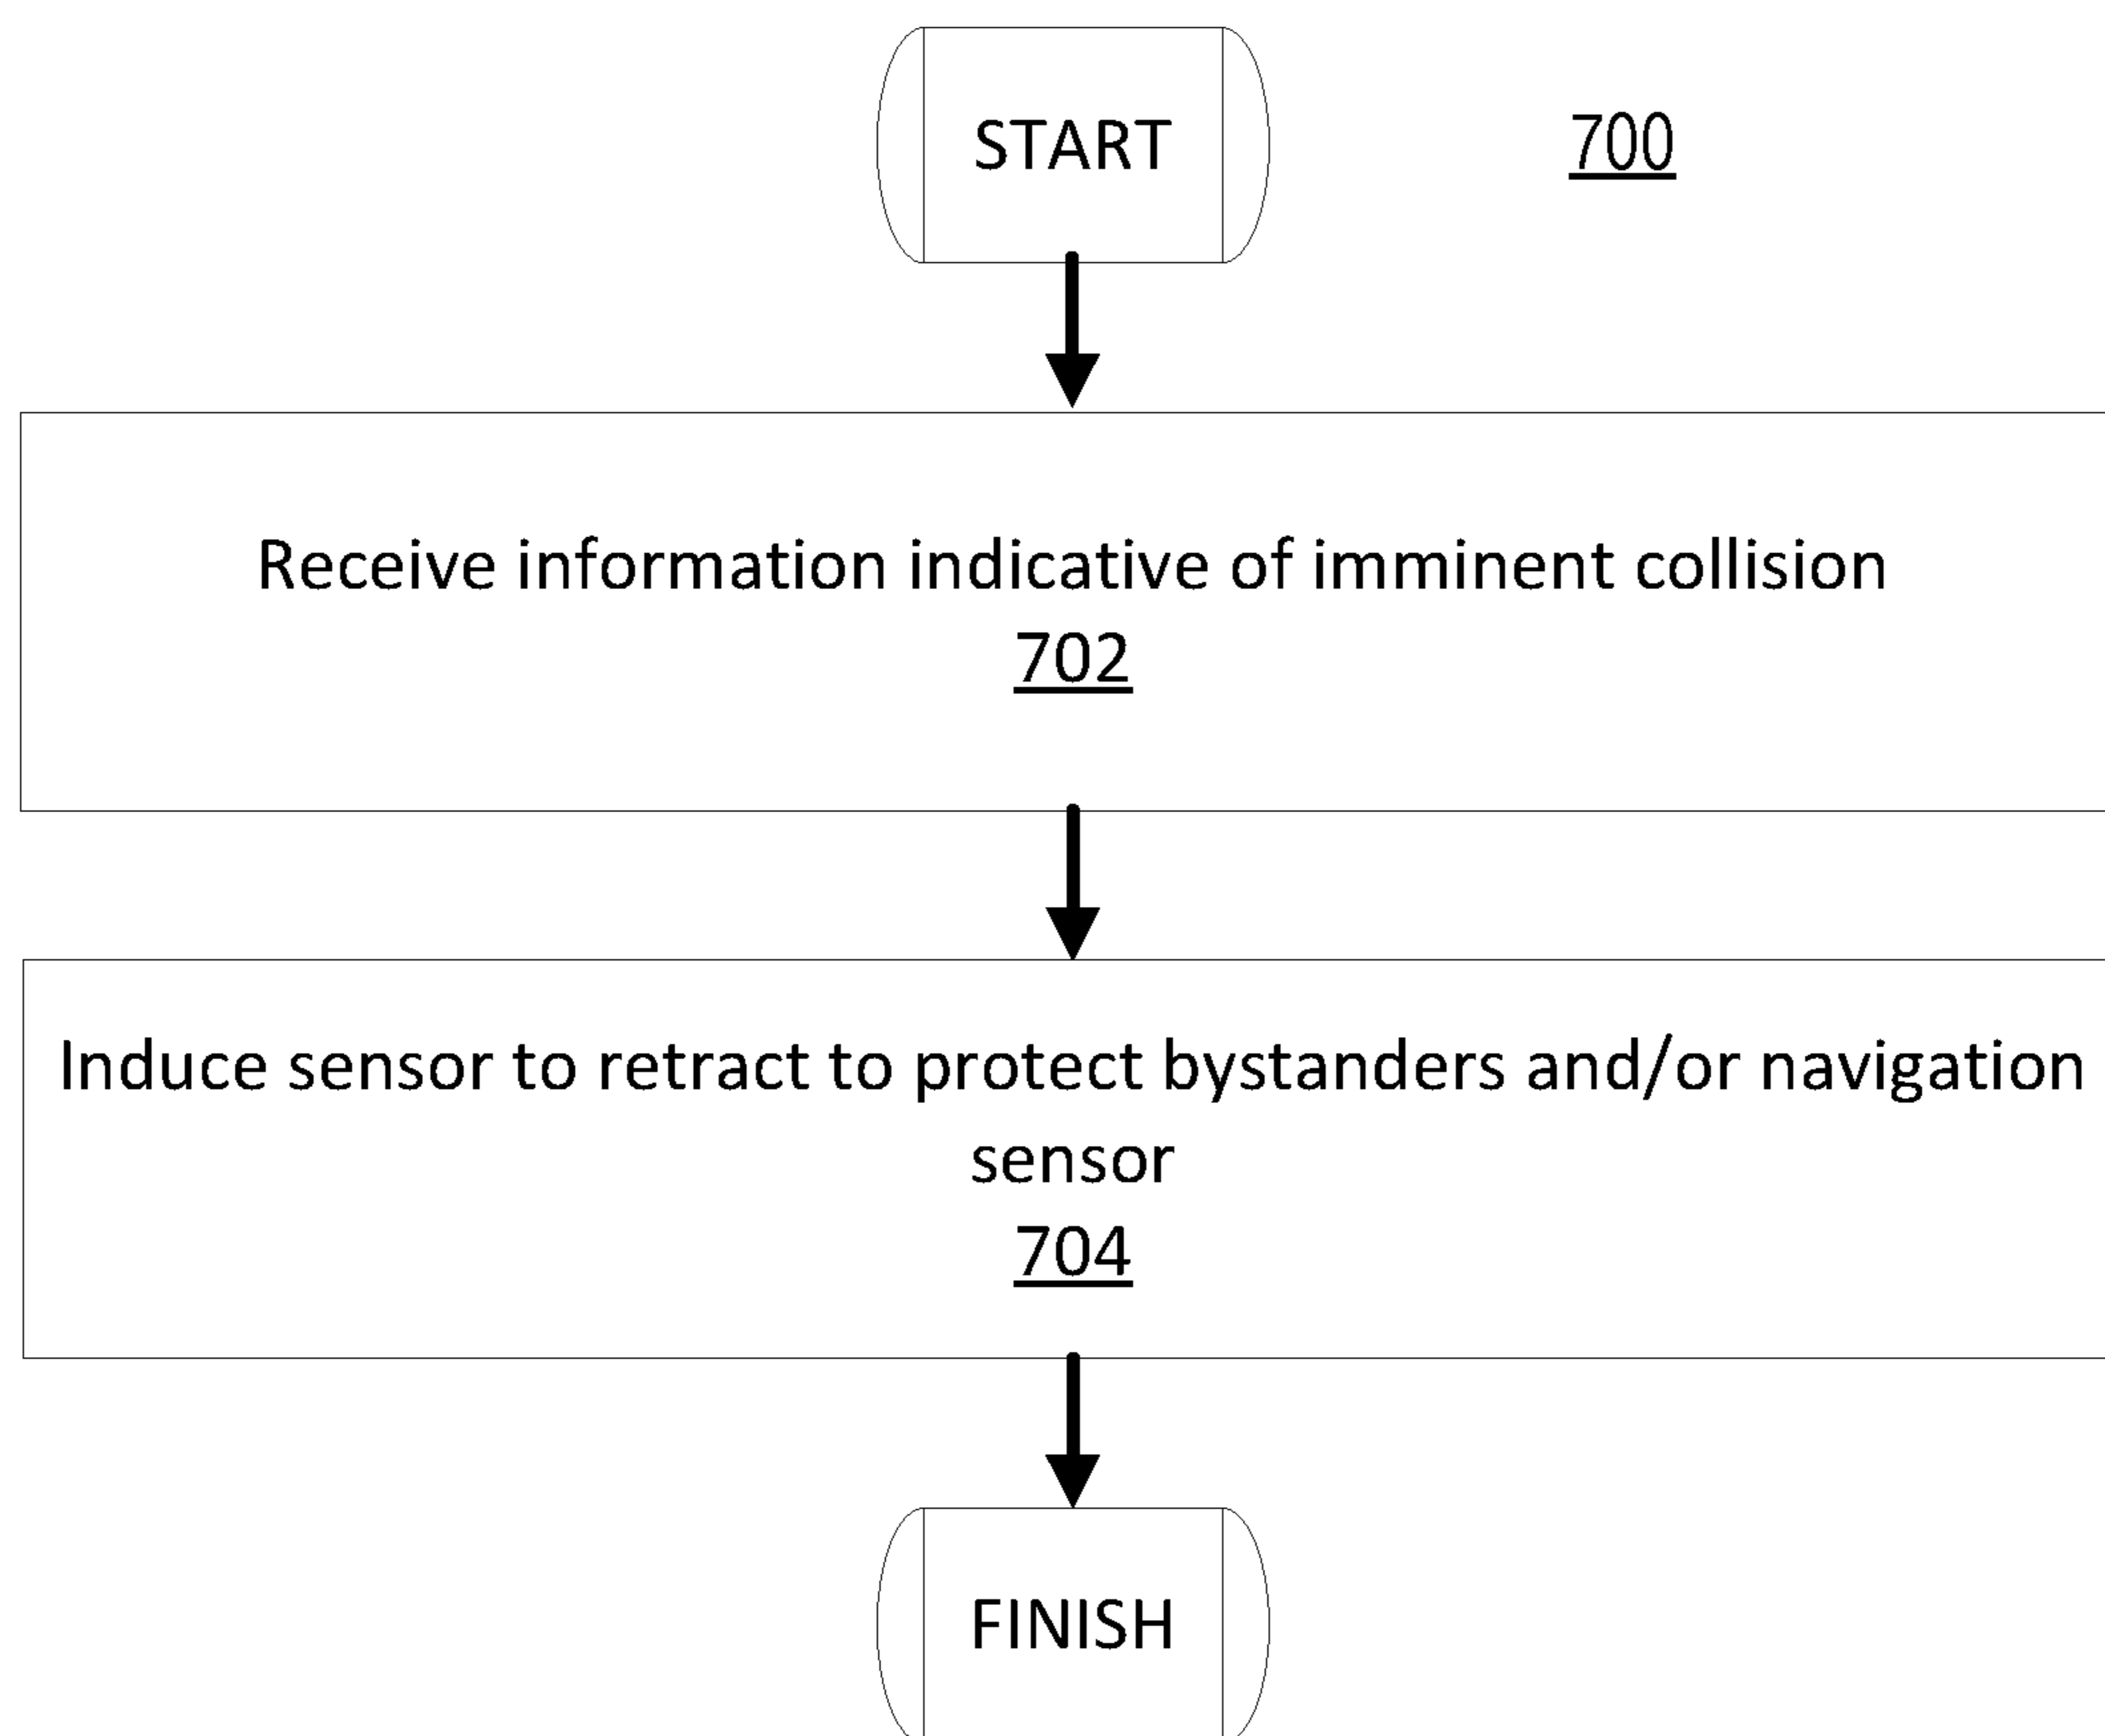 START
700
Receive information indicative of imminent collision
702
Induce sensor to retract to protect bystanders and/or navigation
sensor
704
FINISH